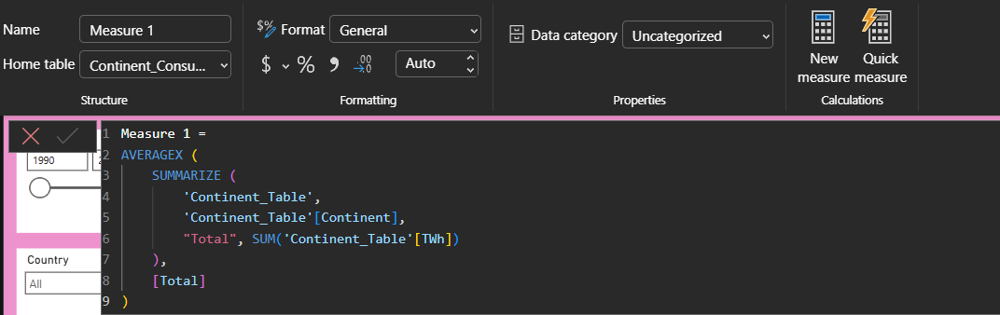 Name
Measure 1
$% Format
General
Data category
Uncategorized
New measure
Quick measure
Home table
Continent_Consu...
$ % , .00 →.0
Auto
Structure
Formatting
Properties
Calculations
1 Measure 1 =
2 AVERAGEX (
3 SUMMARIZE (
4 'Continent_Table',
5 'Continent_Table'[Continent],
6 "Total", SUM('Continent_Table'[TWh])
7 ),
8 [Total]
9 )
1990
Country
All